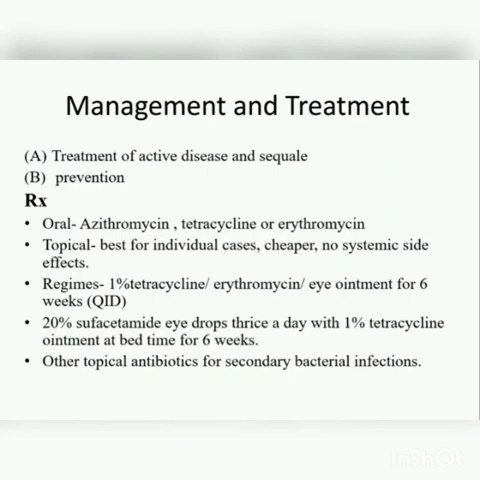 Management and Treatment
(A) Treatment of active disease and sequale
(B) prevention
Rx
• Oral- Azithromycin , tetracycline or erythromycin
• Topical- best for individual cases, cheaper, no systemic side
effects.
• Regimes- 1%tetracycline/ erythromycin/ eye ointment for 6
weeks (QID)
• 20% sufacetamide eye drops thrice a day with 1% tetracycline
ointment at bed time for 6 weeks.
• Other topical antibiotics for secondary bacterial infections.
InShOt